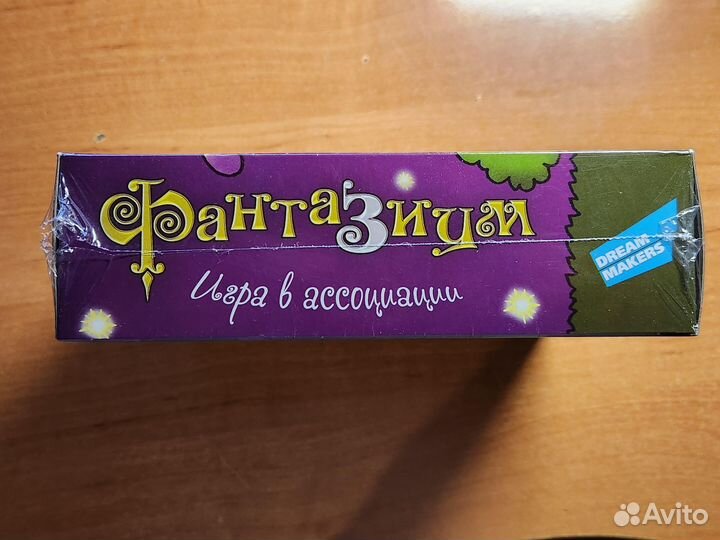 ФантаЗиум
Игра в ассоциации
DREAM
MAKERS
Avito